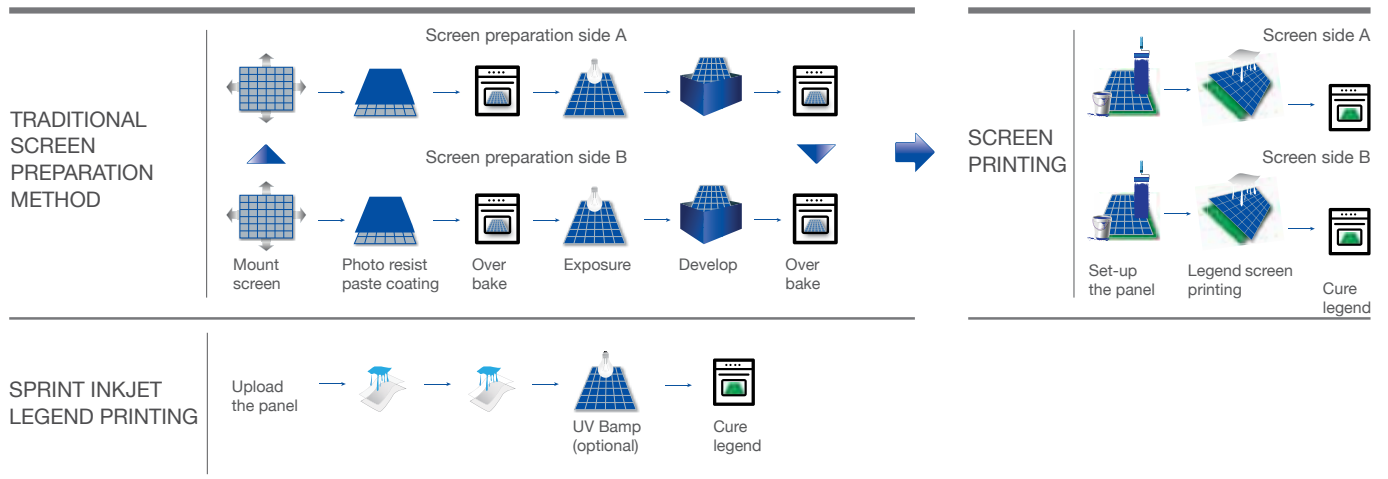 TRADITIONAL
SCREEN
PREPARATION
METHOD
Screen preparation side A
Screen preparation side B
Mount
screen
Photo resist
paste coating
Over
bake
Exposure
Develop
Over
bake
SCREEN
PRINTING
Screen side A
Screen side B
Set-up
the panel
Legend screen
printing
Cure
legend
SPRINT INKJET
LEGEND PRINTING
Upload
the panel
UV Bamp
(optional)
Cure
legend